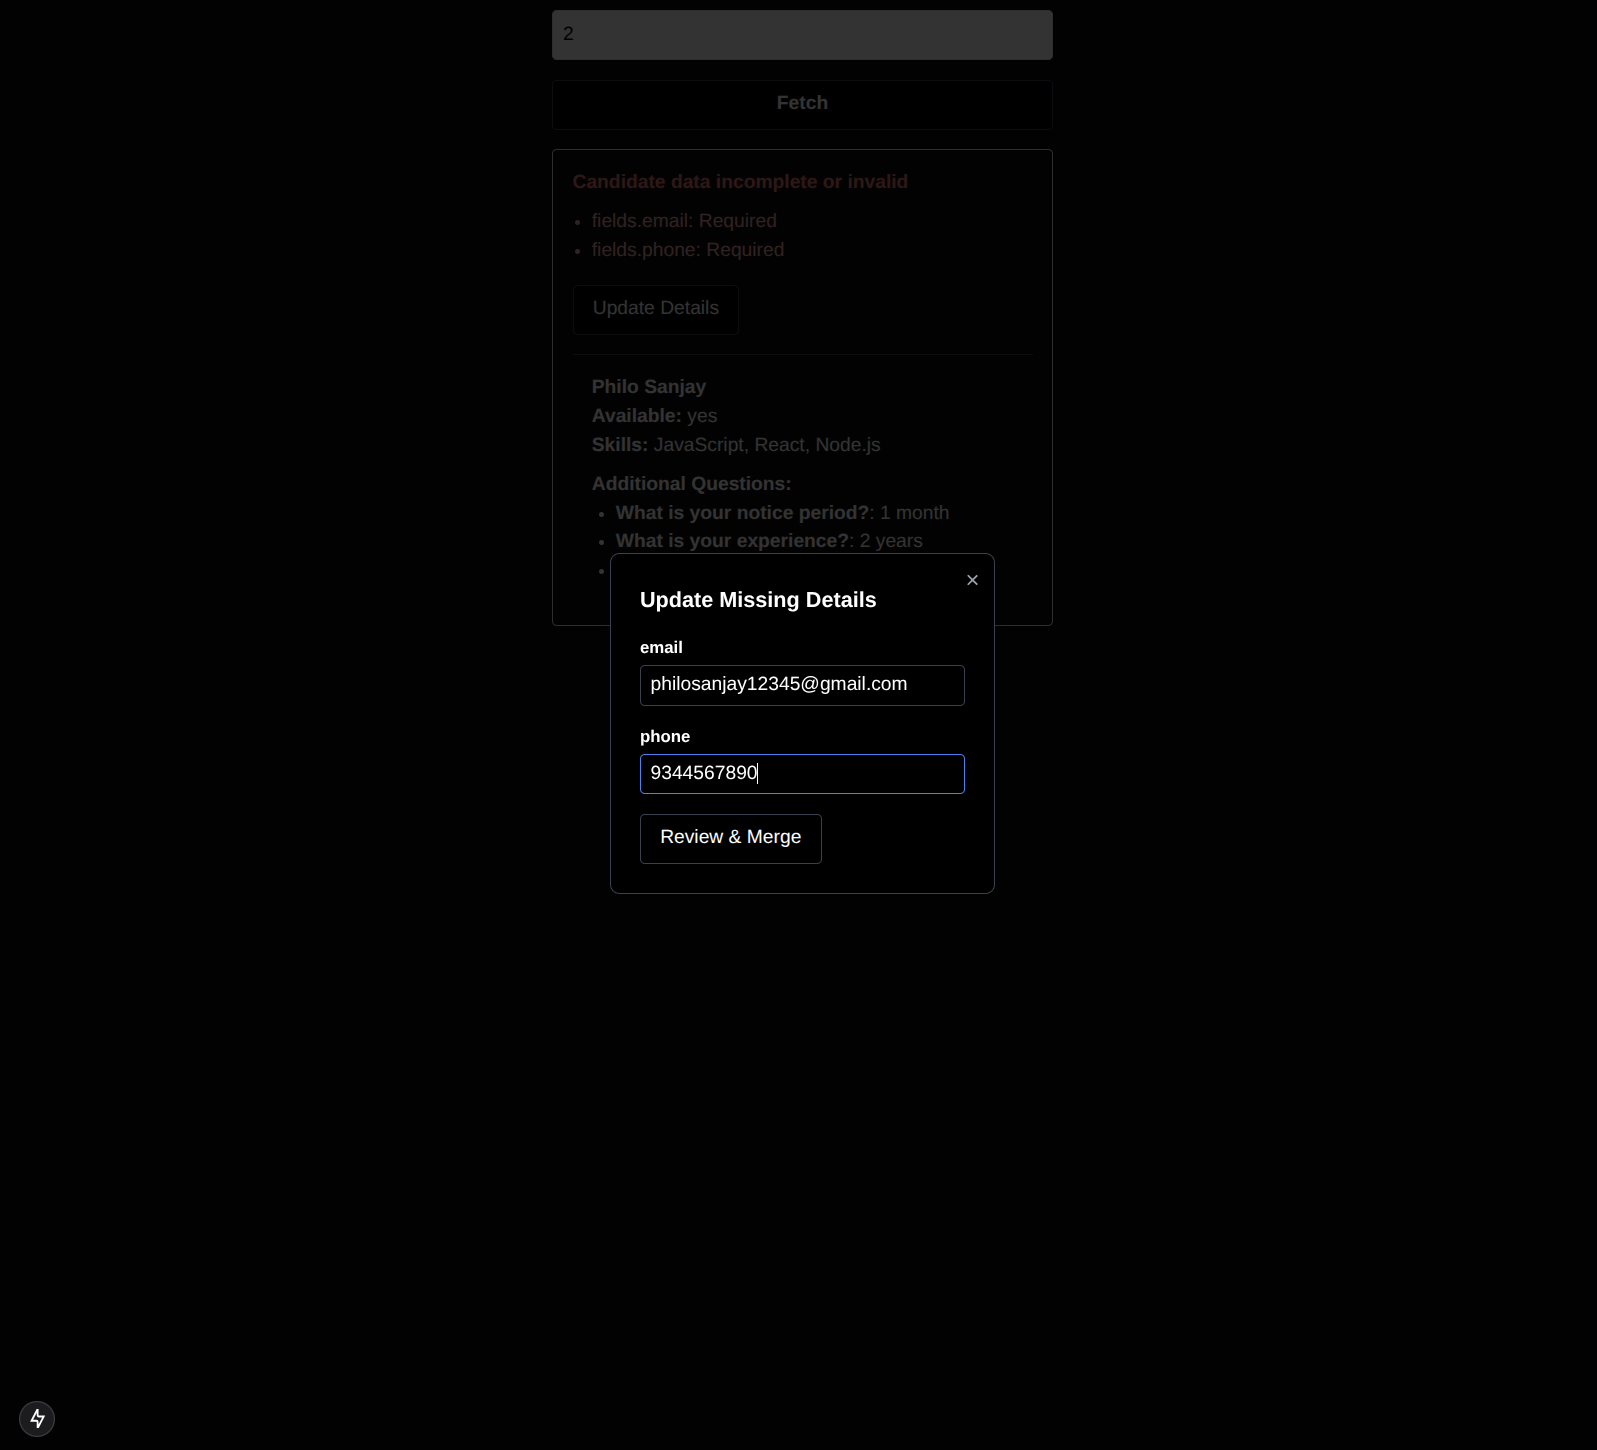 2
Fetch
Candidate data incomplete or invalid
• fields.email: Required
• fields.phone: Required
Update Details
Philo Sanjay
Available: yes
Skills: JavaScript, React, Node.js
Additional Questions:
• What is your notice period?: 1 month
• What is your experience?: 2 years
•
×
Update Missing Details
email
philosanjay12345@gmail.com
phone
9344567890
Review & Merge